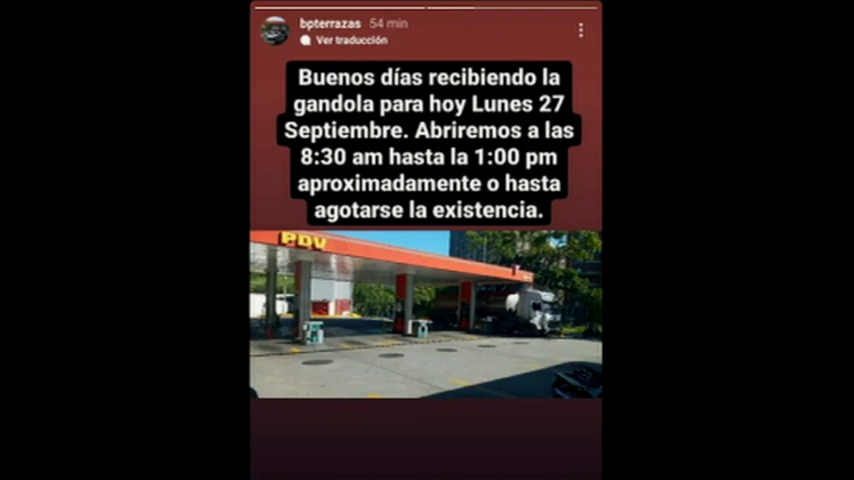 bpterrazas 54 min
Ver traducción
Buenos días recibiendo la
gandola para hoy Lunes 27
Septiembre. Abriremos a las
8:30 am hasta la 1:00 pm
aproximadamente o hasta
agotarse la existencia.
PDV